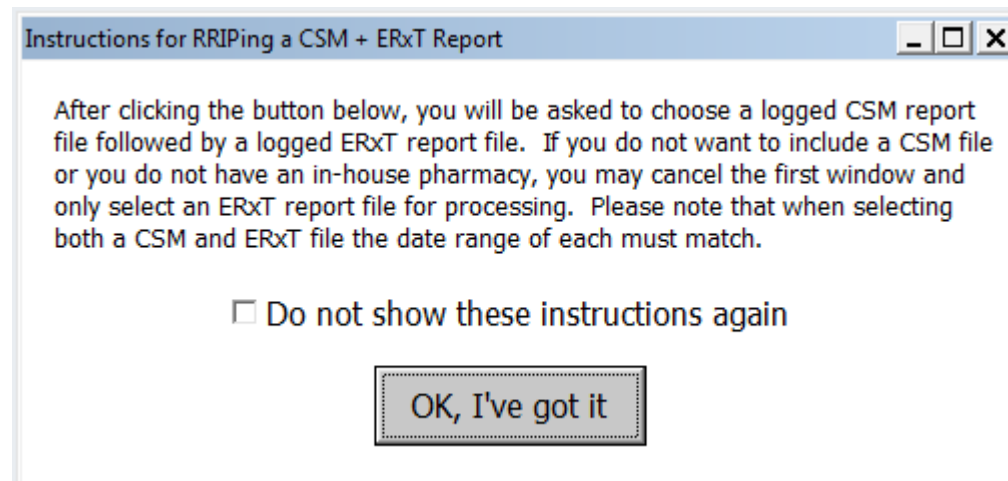 Instructions for RRIPing a CSM + ERxT Report
After clicking the button below, you will be asked to choose a logged CSM report
file followed by a logged ERxT report file.  If you do not want to include a CSM file
or you do not have an in-house pharmacy, you may cancel the first window and
only select an ERxT report file for processing.  Please note that when selecting
both a CSM and ERxT file the date range of each must match.
Do not show these instructions again
OK, I've got it